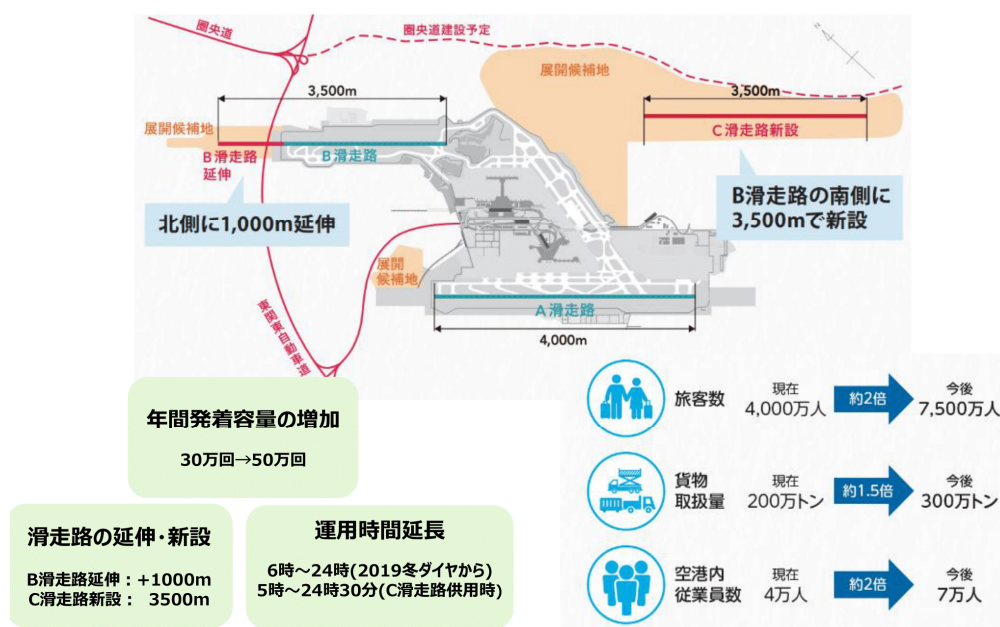 圏央道
圏央道建設予定
N
展開候補地
3,500m
3,500m
展開候補地
C滑走路新設
B滑走路
延伸
B滑走路
北側に1,000m延伸
B滑走路の南側に
3,500mで新設
展開
候補地
A滑走路
4,000m
東関東自動車道
年間発着容量の増加
30万回→50万回
滑走路の延伸・新設
B滑走路延伸：+1000m
C滑走路新設： 3500m
運用時間延長
6時～24時(2019冬ダイヤから)
5時～24時30分(C滑走路供用時)
旅客数
現在
4,000万人
約2倍
今後
7,500万人
貨物
取扱量
現在
200万トン
約1.5倍
今後
300万トン
空港内
従業員数
現在
4万人
約2倍
今後
7万人